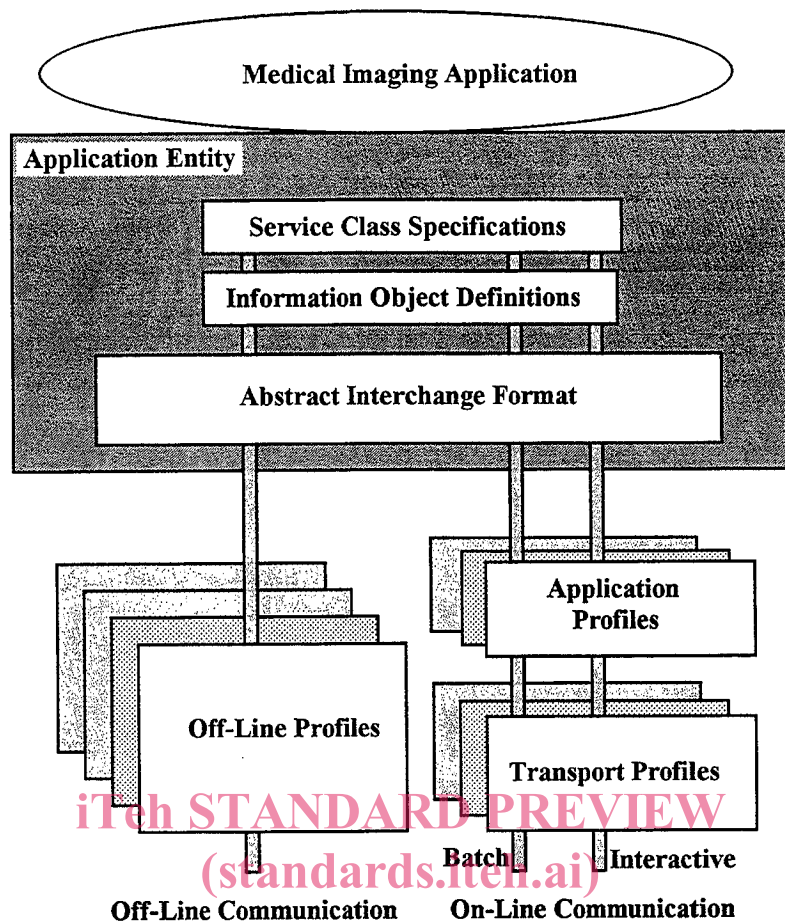 Medical Imaging Application
Application Entity
Service Class Specifications
Information Object Definitions
Abstract Interchange Format
Application
Profiles
Off-Line Profiles
Transport Profiles
iTeh STANDARD PREVIEW
(standards.iteh.ai)
Batch
Interactive
Off-Line Communication
On-Line Communication